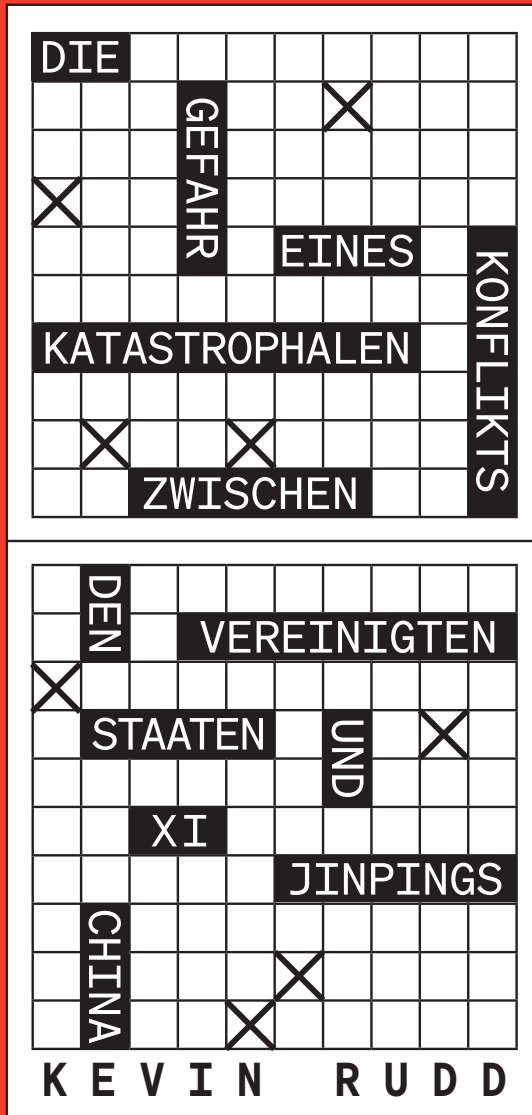 DIE
GEFAHR
EINES
KATASTROPHALEN
KONFLIKTS
ZWISCHEN
DEN
VEREINIGTEN
STAATEN
UND
XI
JINPINGS
CHINA
KEVIN RUDD